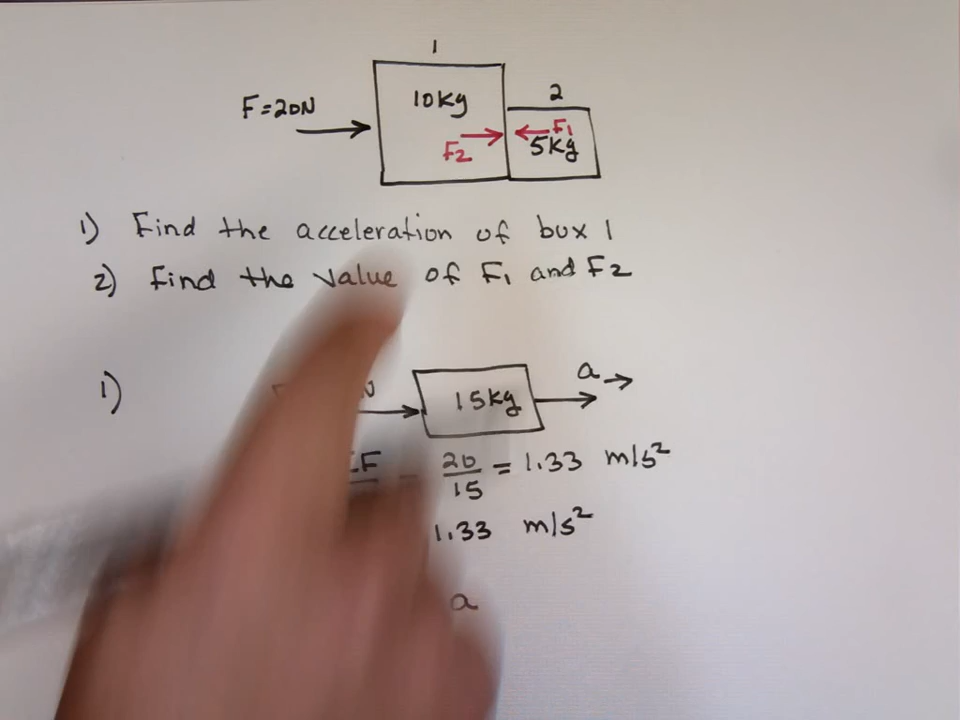 1
2
F=20N
10kg
F2
F1
5kg
1) Find the acceleration of box 1
2) Find the value of F1 and F2
1) 15kg a
20/15 = 1.33 m/s²
1.33 m/s²
a